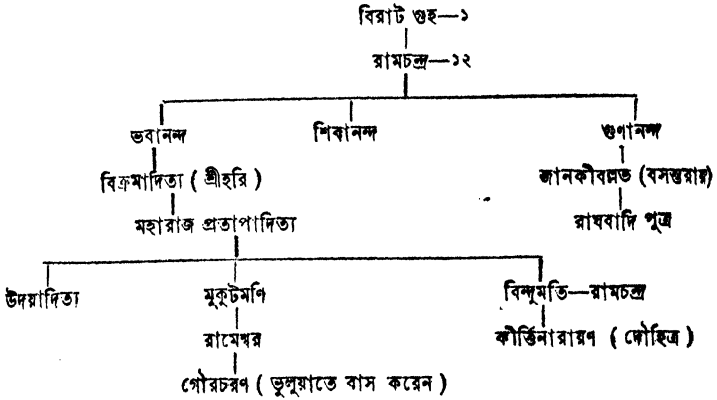 বিরাট গুহ—১
রামচন্দ্র—১২
ভবানন্দ শিবানন্দ গুণানন্দ
বিক্রমাদিত্য ( শ্রীহরি ) জানকীবল্লভ (বসন্তরায়)
মহারাজ প্রতাপাদিত্য রাঘবাদি পুত্র
উদয়াদিত্য মুকুটমণি বিন্দুমতি—রামচন্দ্র
রামেশ্বর কীর্ত্তিনারায়ণ ( দৌহিত্র )
গৌরচরণ ( ভুলুয়াতে বাস করেন )